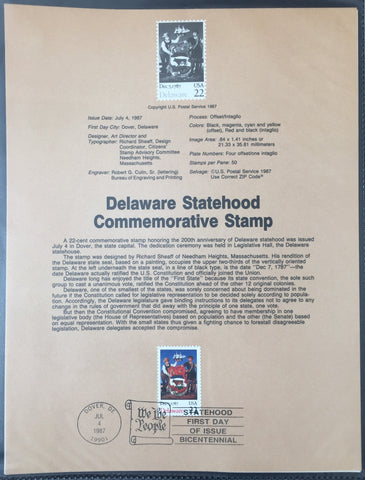 Dec 7, 1787 USA
Delaware 22
Copyright U.S. Postal Service 1987
Issue Date: July 4, 1987
First Day City: Dover, Delaware
Designer, Art Director and
Typographer: Richard Sheaff, Design
Coordinator, Citizens'
Stamp Advisory Committee
Needham Heights,
Massachusetts
Engraver: Robert G. Culin, Sr. (lettering)
Bureau of Engraving and Printing
Process: Offset/intaglio
Colors: Black, magenta, cyan and yellow
(offset), Red and black (intaglio)
Image Area: .84 x 1.41 inches or
21.33 x 35.81 millimeters
Plate Numbers: Four offset/one intaglio
Stamps per Pane: 50
Selvage: ©U.S. Postal Service 1987
Use Correct ZIP Code®
Delaware Statehood
Commemorative Stamp
A 22-cent commemorative stamp honoring the 200th anniversary of Delaware statehood was issued
July 4 in Dover, the state capital. The dedication ceremony was held in Legislative Hall, the Delaware
statehouse.
The stamp was designed by Richard Sheaff of Needham Heights, Massachusetts. His rendition of
the Delaware state seal, based on a painting, occupies the upper two-thirds of the vertically oriented
stamp. At the left underneath the state seal, in a line of black type, is the date "Dec 7, 1787"—the
date Delaware actually ratified the U.S. Constitution and officially joined the Union.
Delaware has enjoyed the title of the "First State" because its state convention, the sole such
group to cast a unanimous vote, ratified the Constitution ahead of the other 12 original colonies.
Delaware, one of the smallest of the states, was sorely concerned about being dominated in the
future if the Constitution called for legislative representation to be decided solely according to popula-
tion. Accordingly, the Delaware legislature gave binding instructions to its delegates not to agree to any
change in the rules of government that did away with the principle of one state, one vote.
But then the Constitutional Convention compromised, agreeing to have membership in one
legislative body (the House of Representatives) based on population and the other (the Senate) based
on equal representation. With the small states thus given a fighting chance to forestall disagreeable
legislation, Delaware delegates accepted the compromise.
Dec 7, 1787 USA
Delaware 22
DOVER, DE
JUL
4
1987
19901
We the
People
STATEHOOD
FIRST DAY
OF ISSUE
BICENTENNIAL